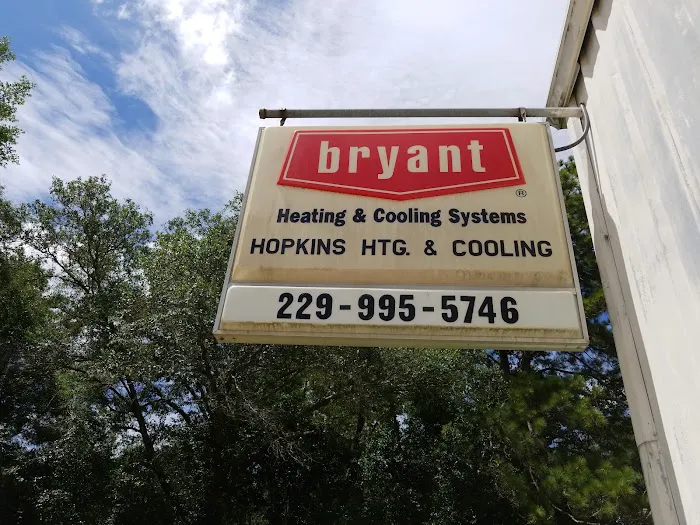 bryant
®
Heating & Cooling Systems
HOPKINS HTG. & COOLING
229-995-5746